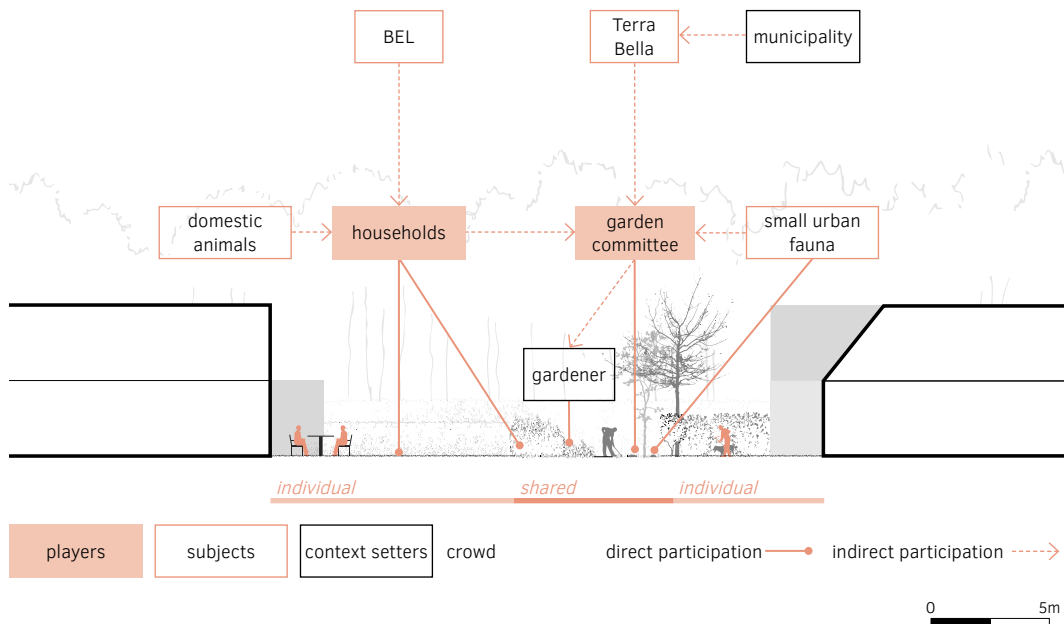 BEL
Terra
Bella
municipality
domestic
animals
households
garden
committee
small urban
fauna
gardener
individual
shared
individual
players
subjects
context setters
crowd
direct participation
indirect participation
0
5m